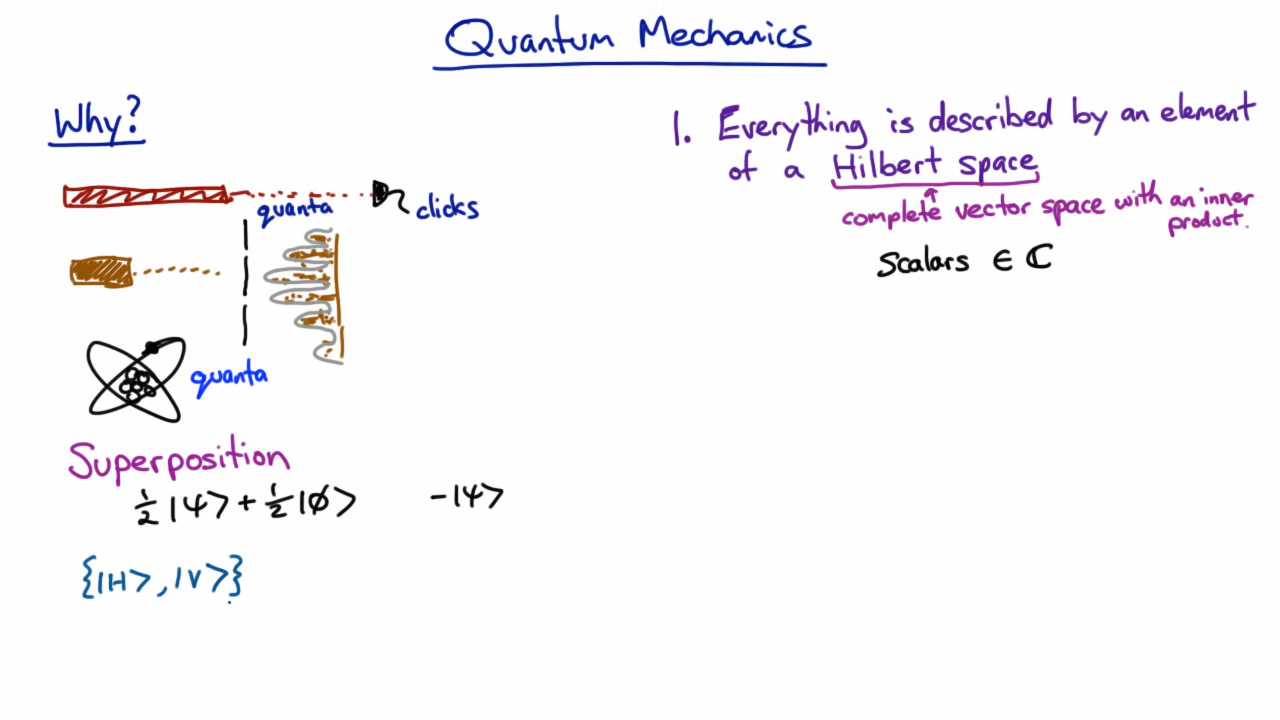 Quantum Mechanics
Why?
quanta
clicks
quanta
Superposition
½|ψ> + ½|ϕ>
-|ψ>
{|H>, |V>}
1. Everything is described by an element
of a Hilbert space
complete vector space with an inner
product.
Scalars ∈ ℂ